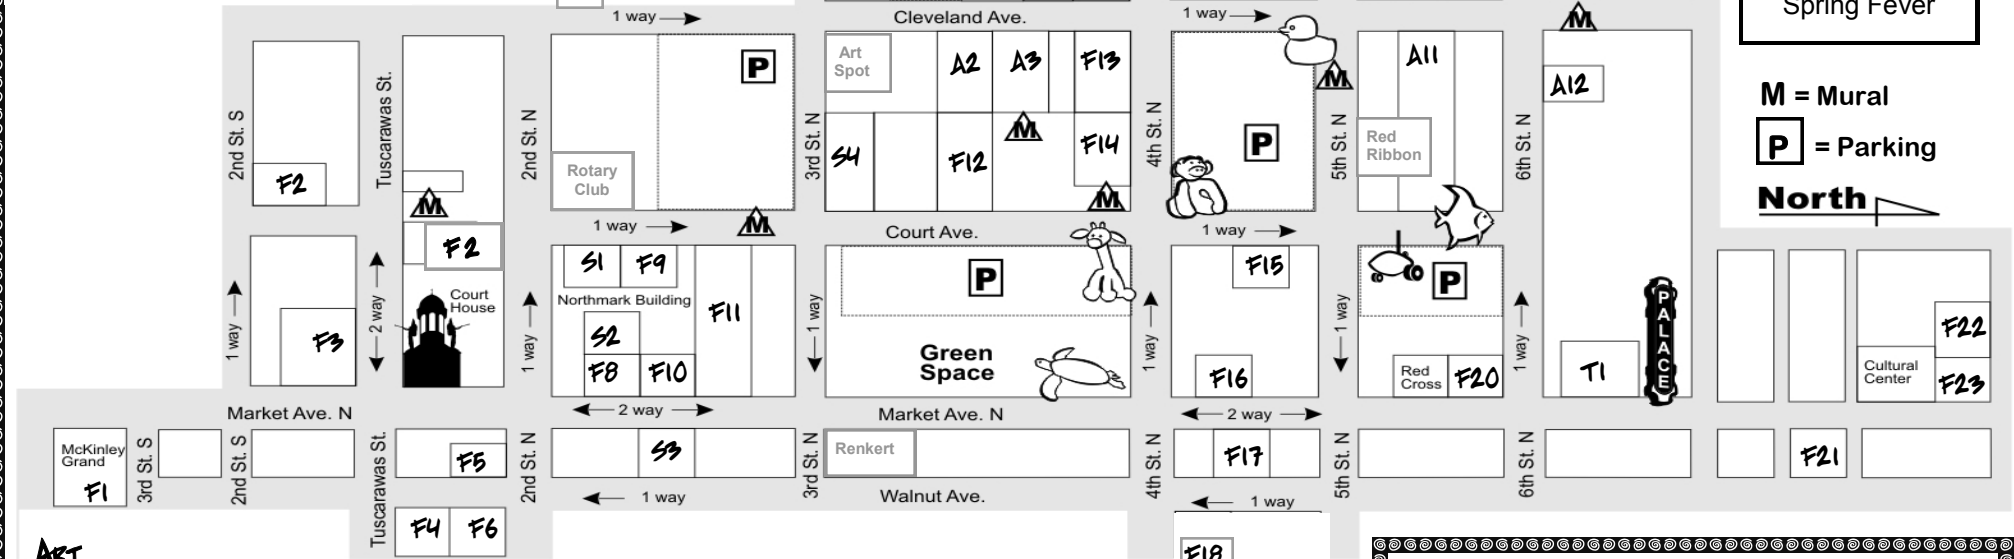 Spring Fever
1 way
Cleveland Ave.
1 way
M
P
Art
Spot
A2
A3
F13
M
A11
A12
M = Mural
P = Parking
North
2nd St. S
Tuscarawas St.
2nd St. N
3rd St. N
4th St. N
5th St. N
6th St. N
F2
M
Rotary
Club
S4
F12
M
F14
M
P
Red
Ribbon
1 way
M
Court Ave.
1 way
F2
S1
F9
Northmark Building
F11
P
F15
P
Court
House
1 way
2 way
1 way
1 way
1 way
1 way
1 way
F3
S2
F8
F10
Green
Space
F16
Red
Cross
F20
T1
PALACE
Cultural
Center
F22
F23
Market Ave. N
2 way
Market Ave. N
2 way
McKinley
Grand
F1
3rd St. S
2nd St. S
Tuscarawas St.
F5
2nd St. N
S3
3rd St. N
Renkert
4th St. N
F17
5th St. N
6th St. N
F21
1 way
Walnut Ave.
1 way
F4
F6
F18
ART